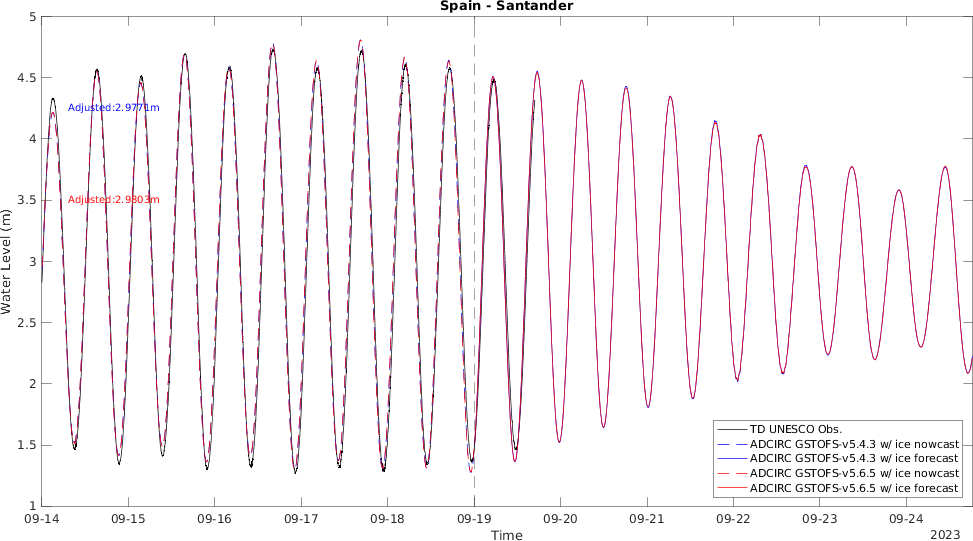 Spain - Santander
5
4.5
4
3.5
3
2.5
2
1.5
1
Water Level (m)
Adjusted:2.9771m
Adjusted:2.9803m
TD UNESCO Obs.
ADCIRC GSTOFS-v5.4.3 w/ ice nowcast
ADCIRC GSTOFS-v5.4.3 w/ ice forecast
ADCIRC GSTOFS-v5.6.5 w/ ice nowcast
ADCIRC GSTOFS-v5.6.5 w/ ice forecast
09-14 09-15 09-16 09-17 09-18 09-19 09-20 09-21 09-22 09-23 09-24
Time
2023